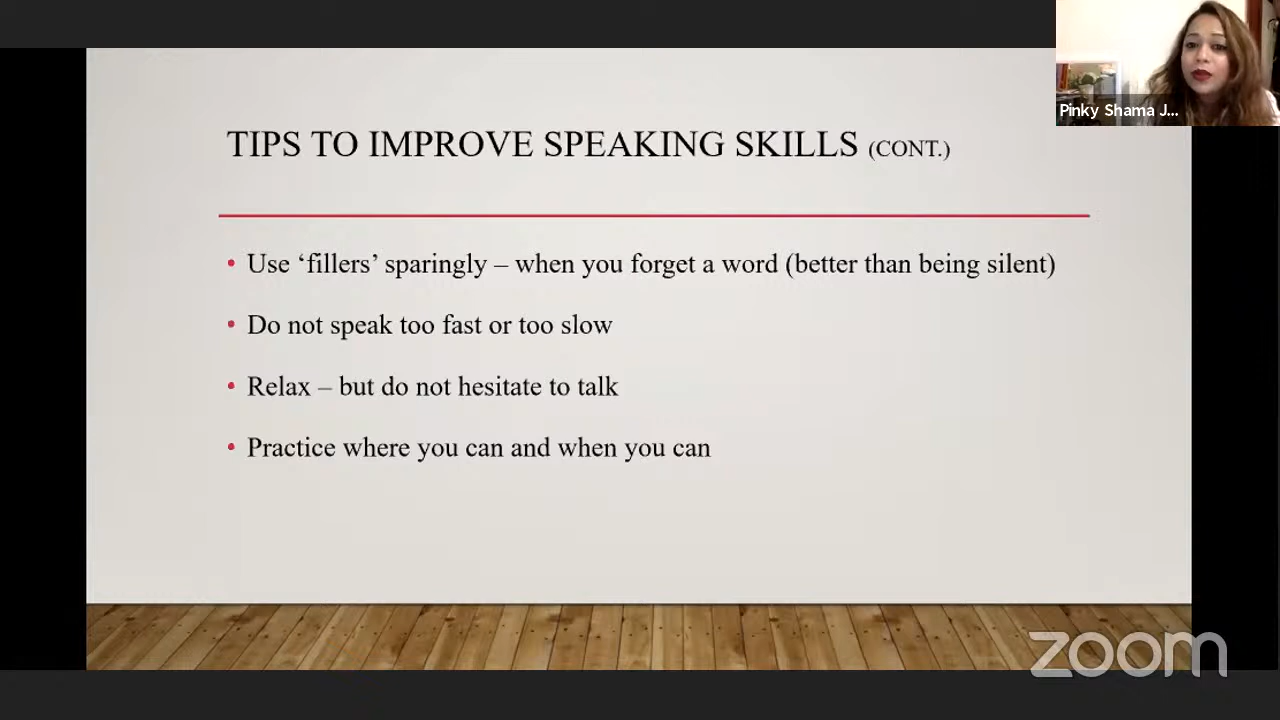 TIPS TO IMPROVE SPEAKING SKILLS (CONT.)
• Use ‘fillers’ sparingly – when you forget a word (better than being silent)
• Do not speak too fast or too slow
• Relax – but do not hesitate to talk
• Practice where you can and when you can
Pinky Shama J...
zoom